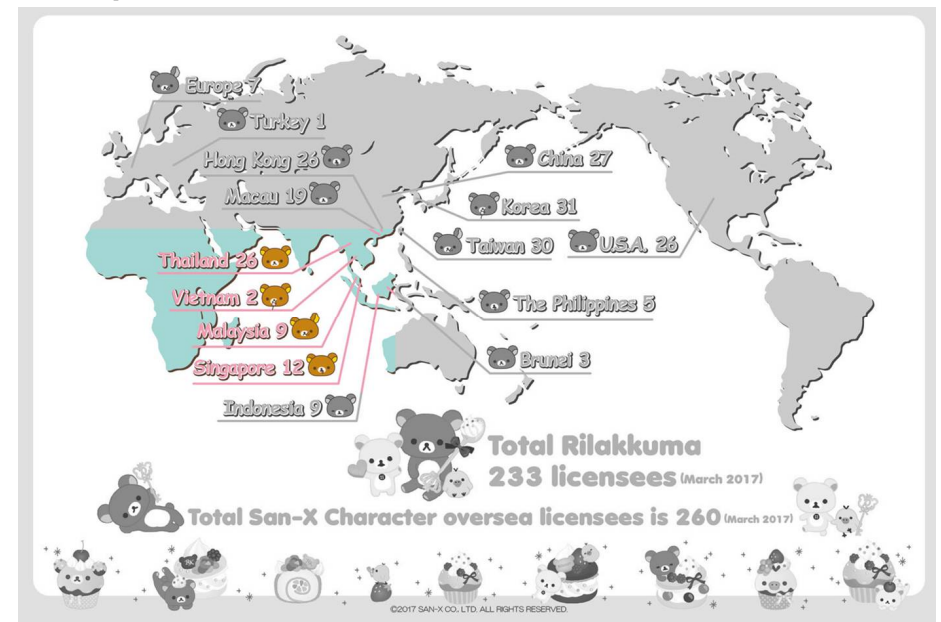 Europe 7
Turkey 1
Hong Kong 26
China 27
Macau 19
Korea 31
Taiwan 30
U.S.A. 26
Thailand 26
Vietnam 2
The Philippines 5
Malaysia 9
Singapore 12
Brunei 3
Indonesia 9
Total Rilakkuma
233 licensees (March 2017)
Total San-X Character oversea licensees is 260 (March 2017)
©2017 SAN-X CO., LTD. ALL RIGHTS RESERVED.